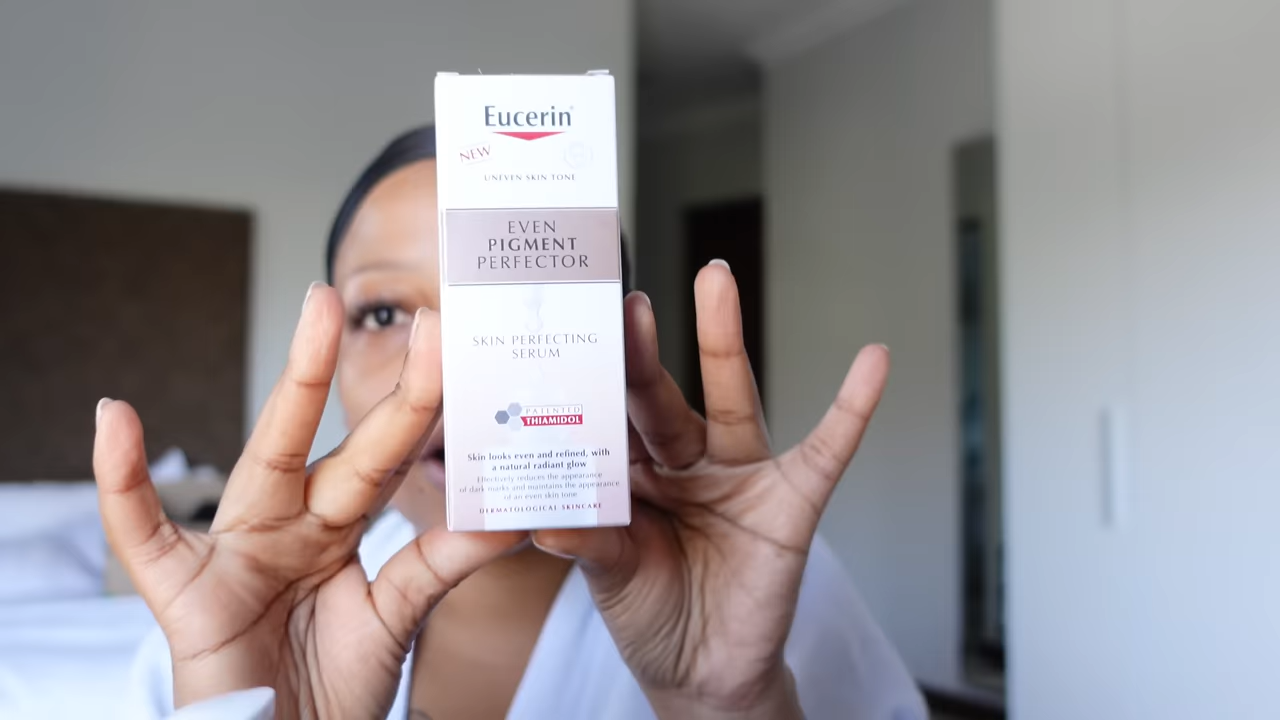 Eucerin®
NEW
UNEVEN SKIN TONE
EVEN
PIGMENT
PERFECTOR
SKIN PERFECTING
SERUM
PATENTED
THIAMIDOL
Skin looks even and refined, with
a natural radiant glow
Effectively reduces the appearance
of dark marks and maintains the appearance
of an even skin tone
DERMATOLOGICAL SKINCARE